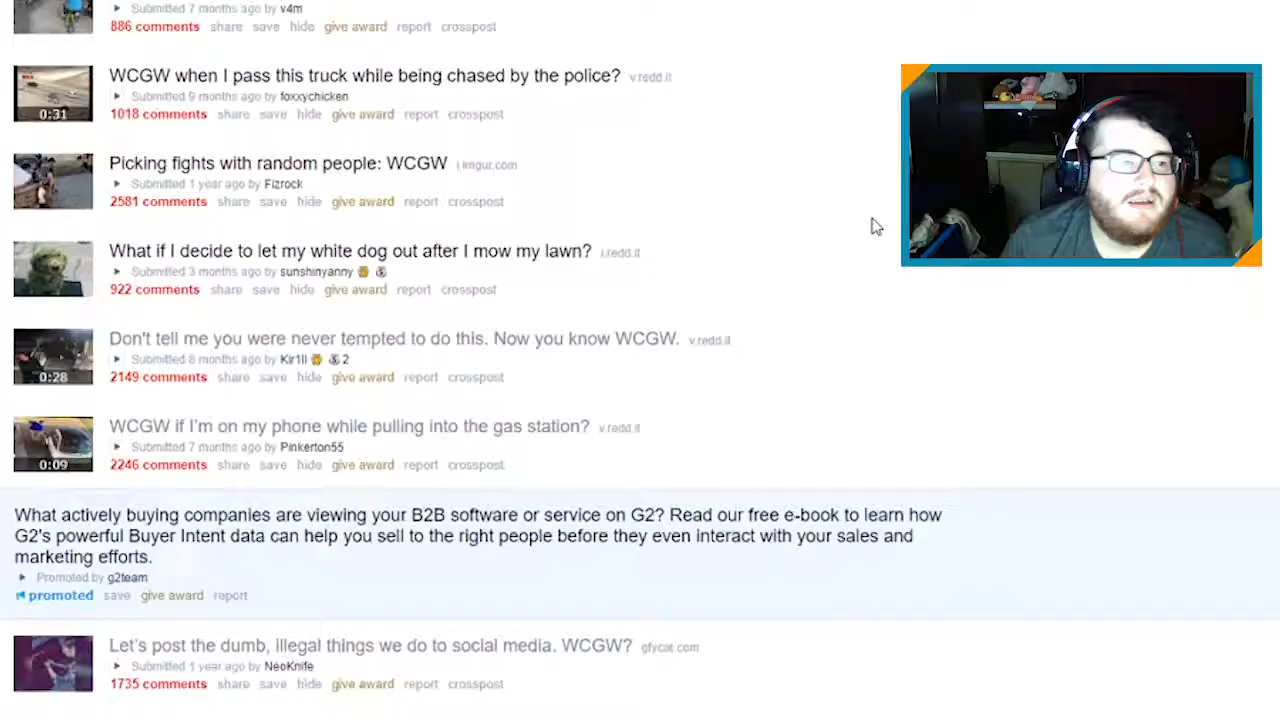 Submitted 7 months ago by v4m
886 comments share save hide give award report crosspost
WCGW when I pass this truck while being chased by the police? v.redd.it
Submitted 9 months ago by foxxychicken
0:31
1018 comments share save hide give award report crosspost
Picking fights with random people: WCGW i.imgur.com
Submitted 1 year ago by Fizrock
2581 comments share save hide give award report crosspost
What if I decide to let my white dog out after I mow my lawn? i.redd.it
Submitted 3 months ago by sunshinyanny
922 comments share save hide give award report crosspost
Don't tell me you were never tempted to do this. Now you know WCGW. v.redd.it
Submitted 8 months ago by Kir1ll 2
0:28
2149 comments share save hide give award report crosspost
WCGW if I'm on my phone while pulling into the gas station? v.redd.it
Submitted 7 months ago by Pinkerton55
0:09
2246 comments share save hide give award report crosspost
What actively buying companies are viewing your B2B software or service on G2? Read our free e-book to learn how
G2's powerful Buyer Intent data can help you sell to the right people before they even interact with your sales and
marketing efforts.
Promoted by g2team
promoted save give award report
Let's post the dumb, illegal things we do to social media. WCGW? gfycat.com
Submitted 1 year ago by NeoKnife
1735 comments share save hide give award report crosspost